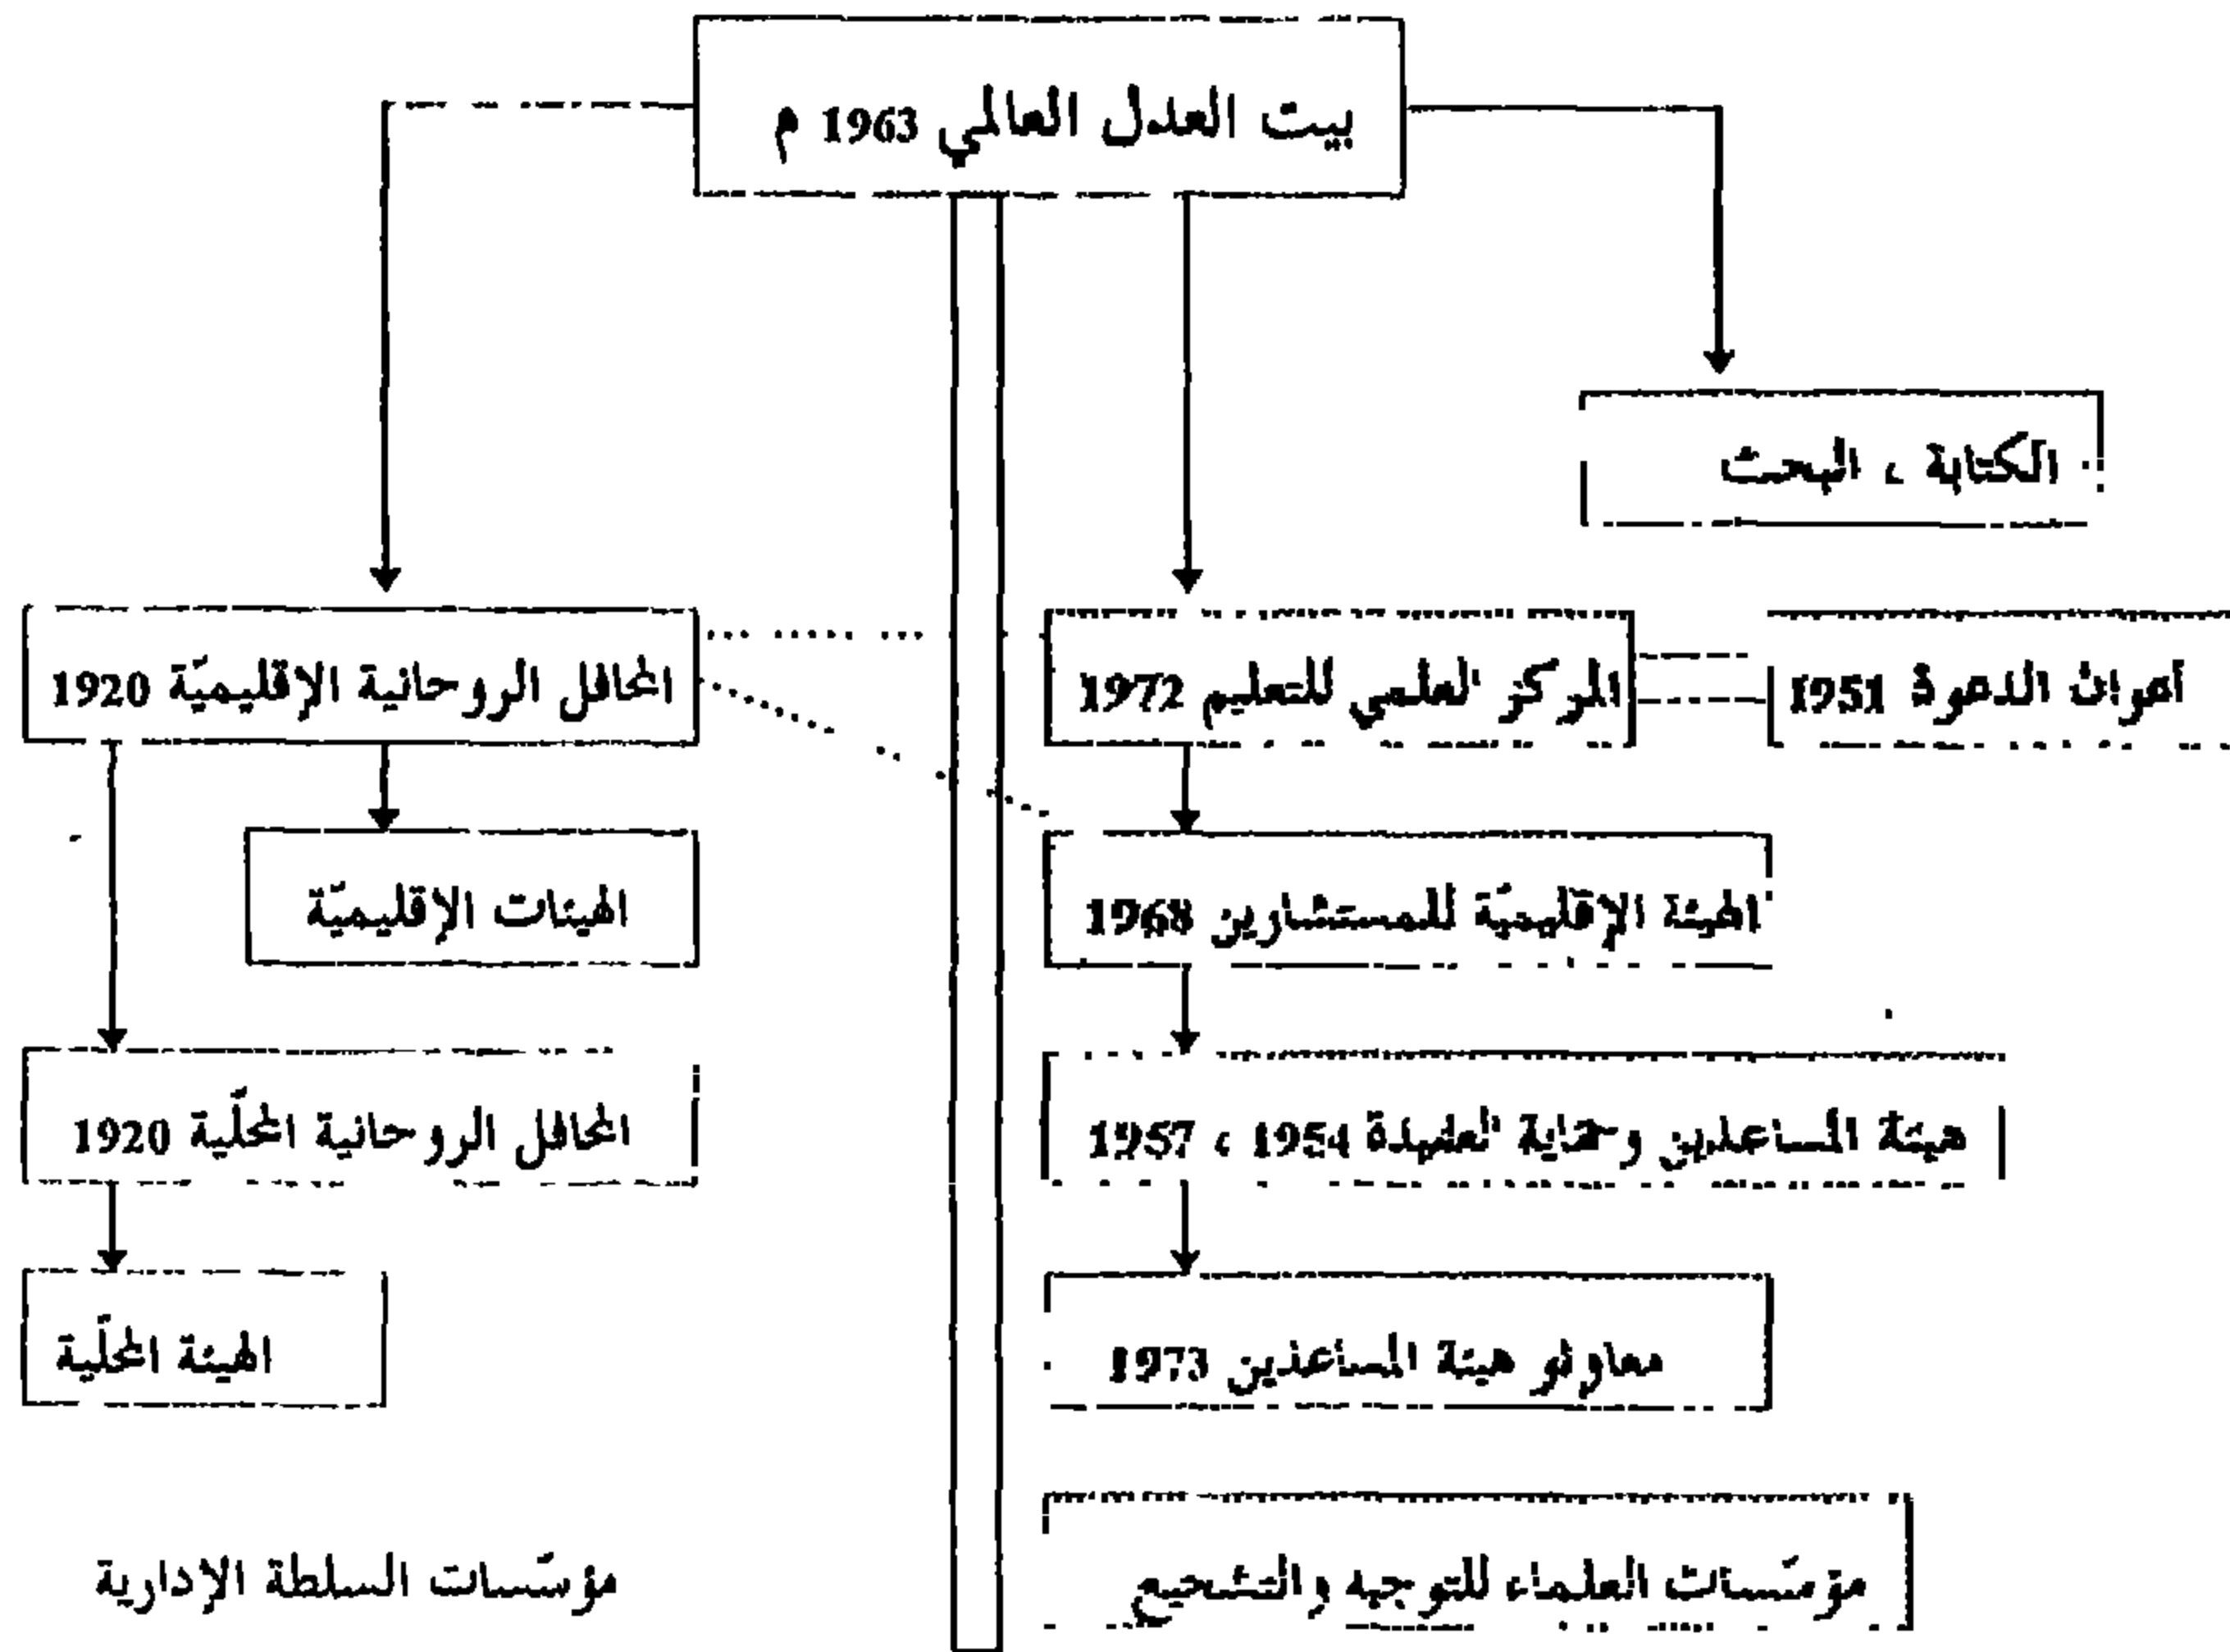 بيت العدل العالمي 1963 م
الكتابة ، البحث
أعوان الدعوة 1951
المركز العلمي للتعليم 1972
المحافل الروحانية الإقليميّة 1920
الهيئة الإقليميّة للمستشارين 1968
الهيئات الإقليميّة
هيئة المساعدين وحماية العقيدة 1954 ، 1957
المحافل الروحانية المحلّية 1920
معاونو هيئة المساعدين 1973
الهيئة المحلّية
مؤسّسات العلماء للتوجيه والتشجيع
مؤسّسات السلطة الإدارية